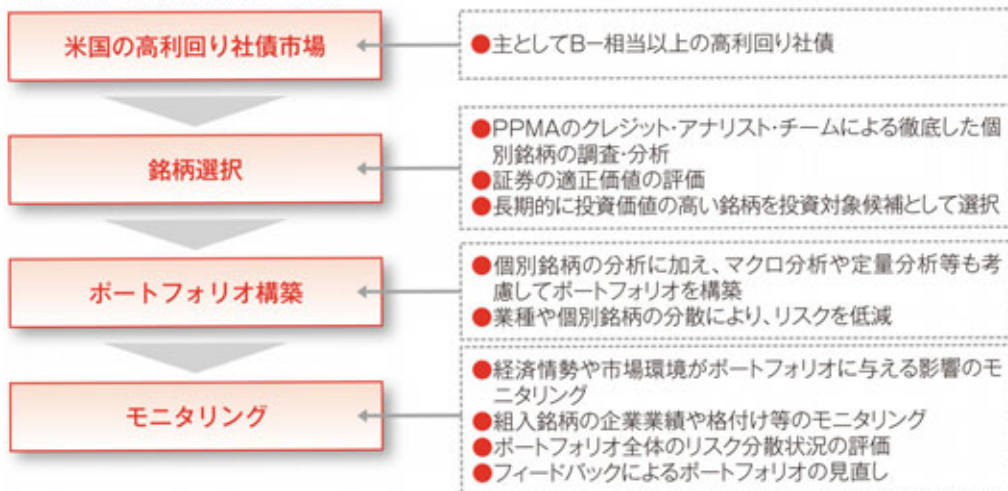 米国の高利回り社債市場
●主としてB－相当以上の高利回り社債
銘柄選択
●PPMAのクレジット・アナリスト・チームによる徹底した個
別銘柄の調査・分析
●証券の適正価値の評価
●長期的に投資価値の高い銘柄を投資対象候補として選択
ポートフォリオ構築
●個別銘柄の分析に加え、マクロ分析や定量分析等も考
慮してポートフォリオを構築
●業種や個別銘柄の分散により、リスクを低減
モニタリング
●経済情勢や市場環境がポートフォリオに与える影響のモ
ニタリング
●組入銘柄の企業業績や格付け等のモニタリング
●ポートフォリオ全体のリスク分散状況の評価
●フィードバックによるポートフォリオの見直し